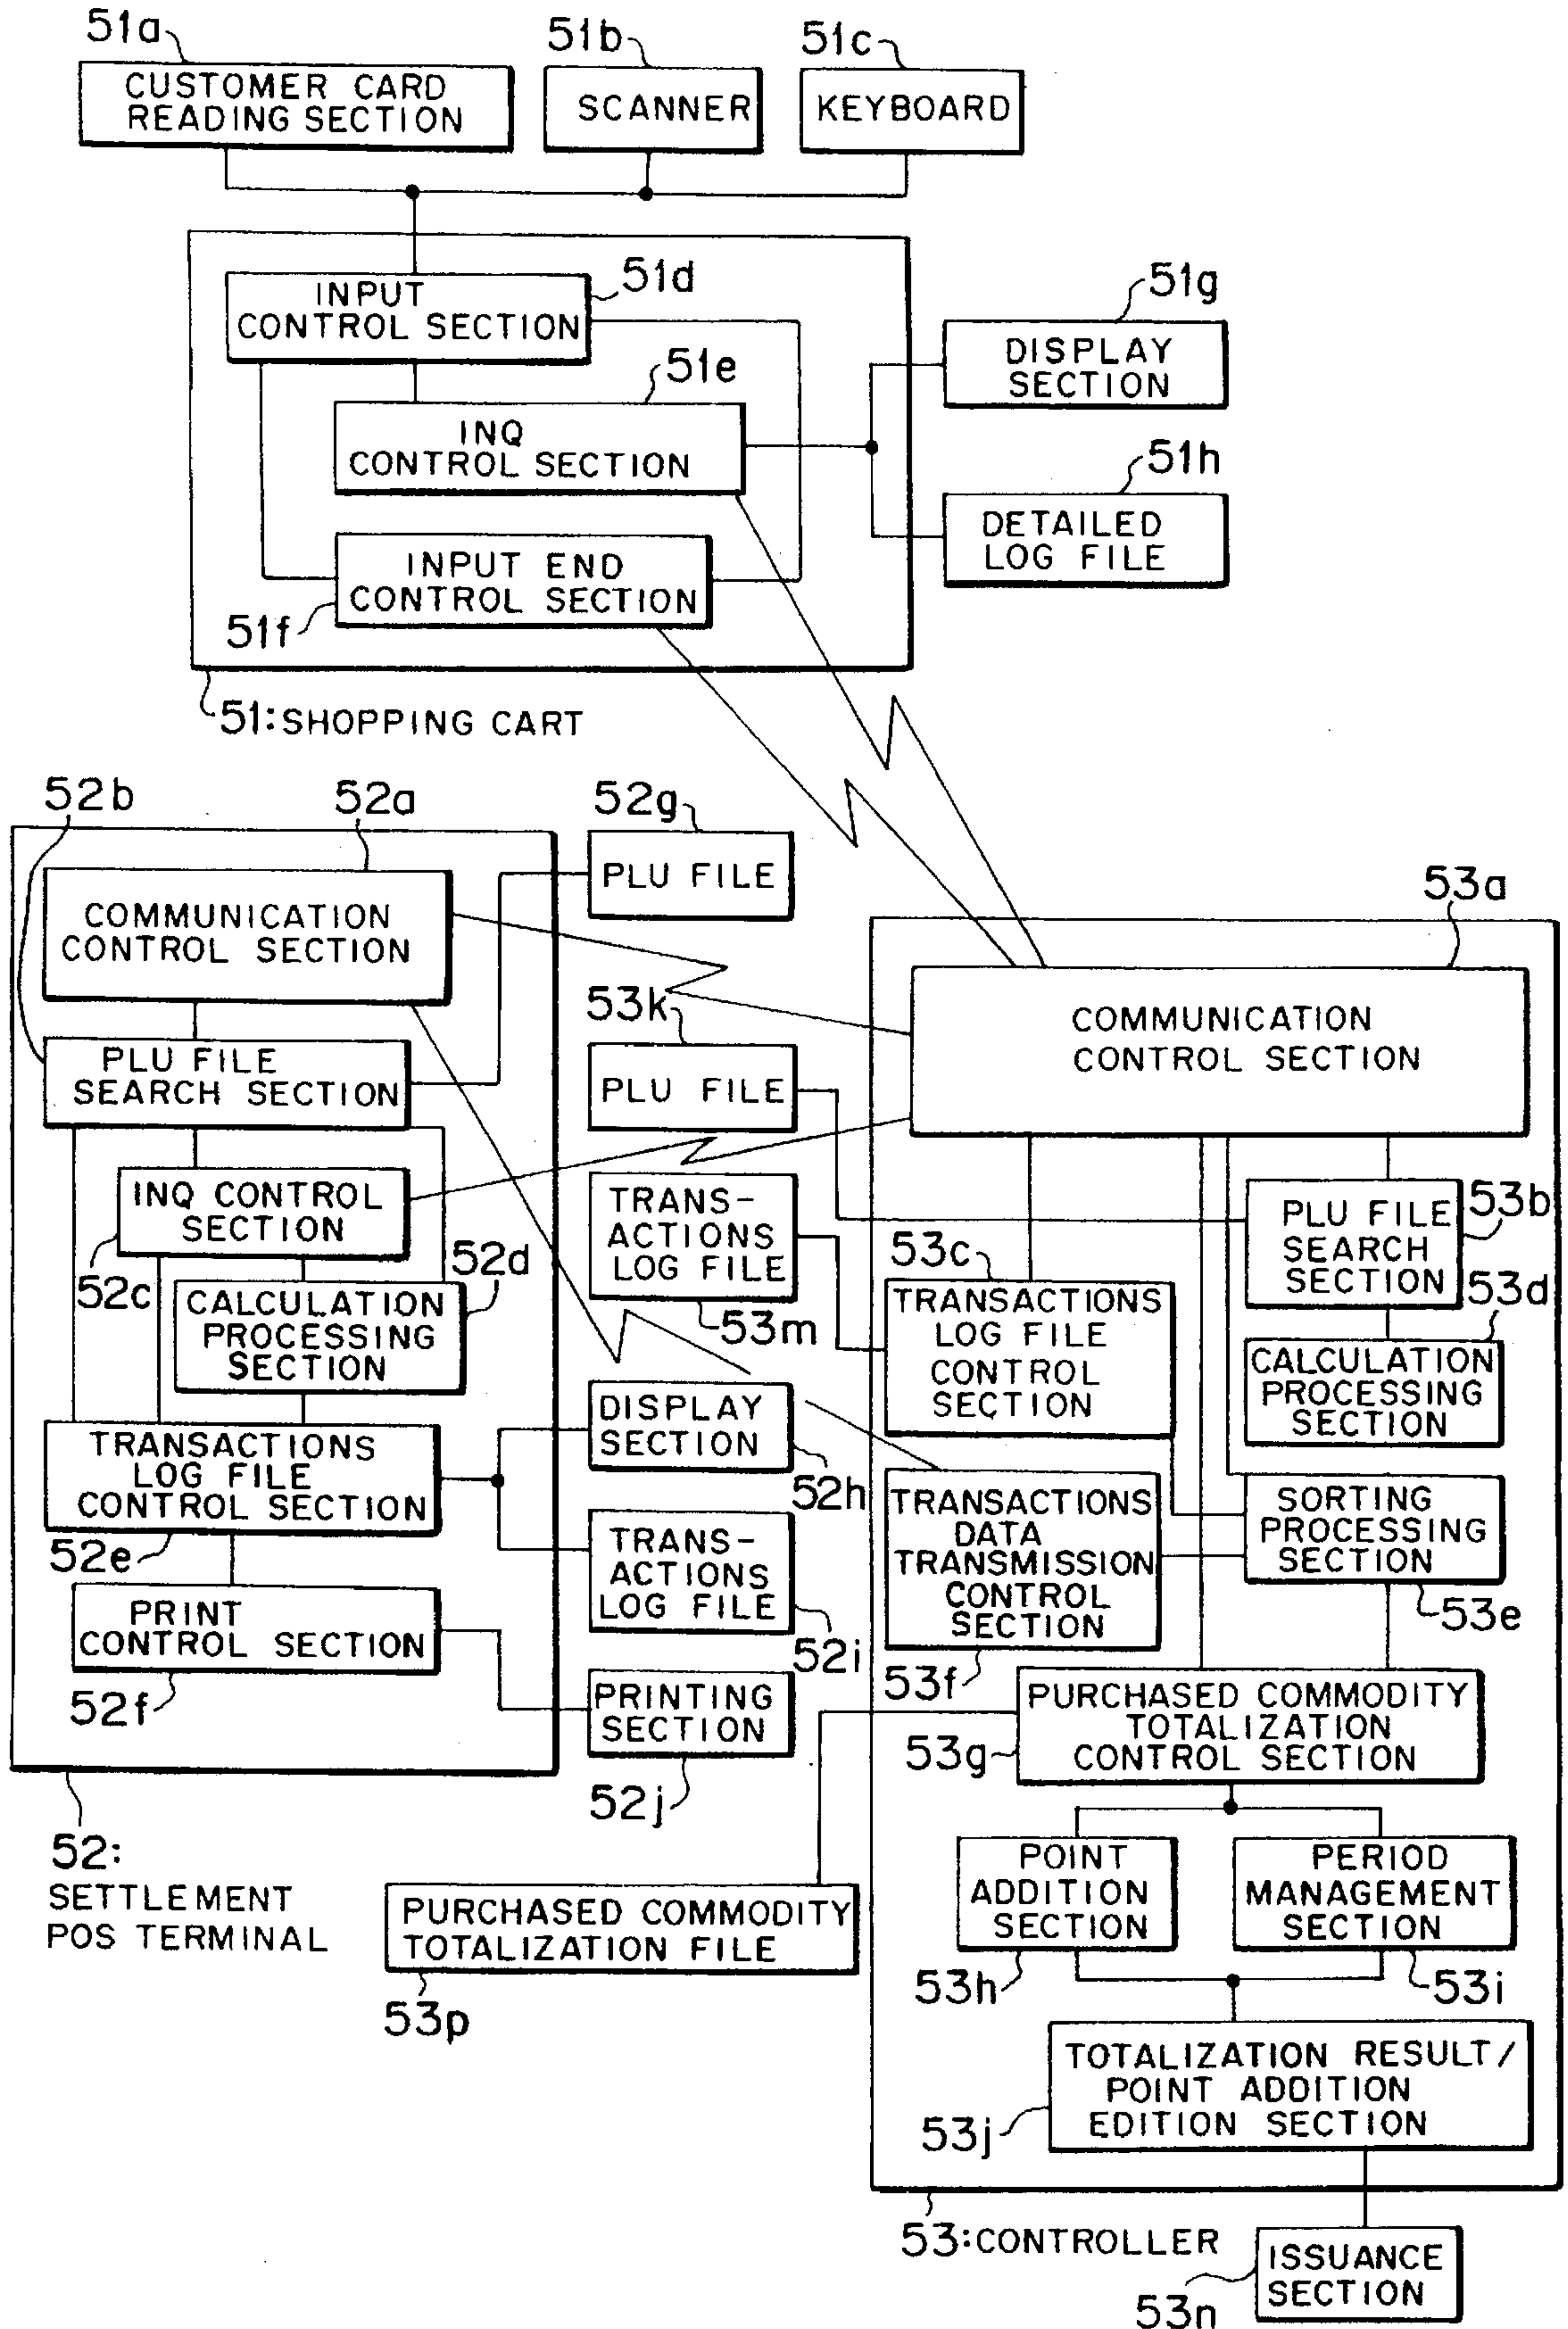 51a
51b
51c
CUSTOMER CARD
READING SECTION
SCANNER
KEYBOARD
INPUT
CONTROL SECTION
51d
51e
INQ
CONTROL SECTION
INPUT END
CONTROL SECTION
51f
51g
DISPLAY
SECTION
51h
DETAILED
LOG FILE
51:SHOPPING CART
52b
52a
COMMUNICATION
CONTROL SECTION
PLU FILE
SEARCH SECTION
INQ CONTROL
SECTION
52c
52d
CALCULATION
PROCESSING
SECTION
TRANSACTIONS
LOG FILE
CONTROL SECTION
52e
PRINT
CONTROL SECTION
52f
52:
SETTLEMENT
POS TERMINAL
52g
PLU FILE
53k
PLU FILE
TRANS-
ACTIONS
LOG FILE
53m
DISPLAY
SECTION
52h
TRANS-
ACTIONS
LOG FILE
52i
PRINTING
SECTION
52j
PURCHASED COMMODITY
TOTALIZATION FILE
53p
53a
COMMUNICATION
CONTROL SECTION
53b
PLU FILE
SEARCH
SECTION
53c
TRANSACTIONS
LOG FILE
CONTROL
SECTION
53d
CALCULATION
PROCESSING
SECTION
TRANSACTIONS
DATA
TRANSMISSION
CONTROL
SECTION
53f
SORTING
PROCESSING
SECTION
53e
PURCHASED COMMODITY
TOTALIZATION
CONTROL SECTION
53g
POINT
ADDITION
SECTION
53h
PERIOD
MANAGEMENT
SECTION
53i
TOTALIZATION RESULT/
POINT ADDITION
EDITION SECTION
53j
53:CONTROLLER
ISSUANCE
SECTION
53n